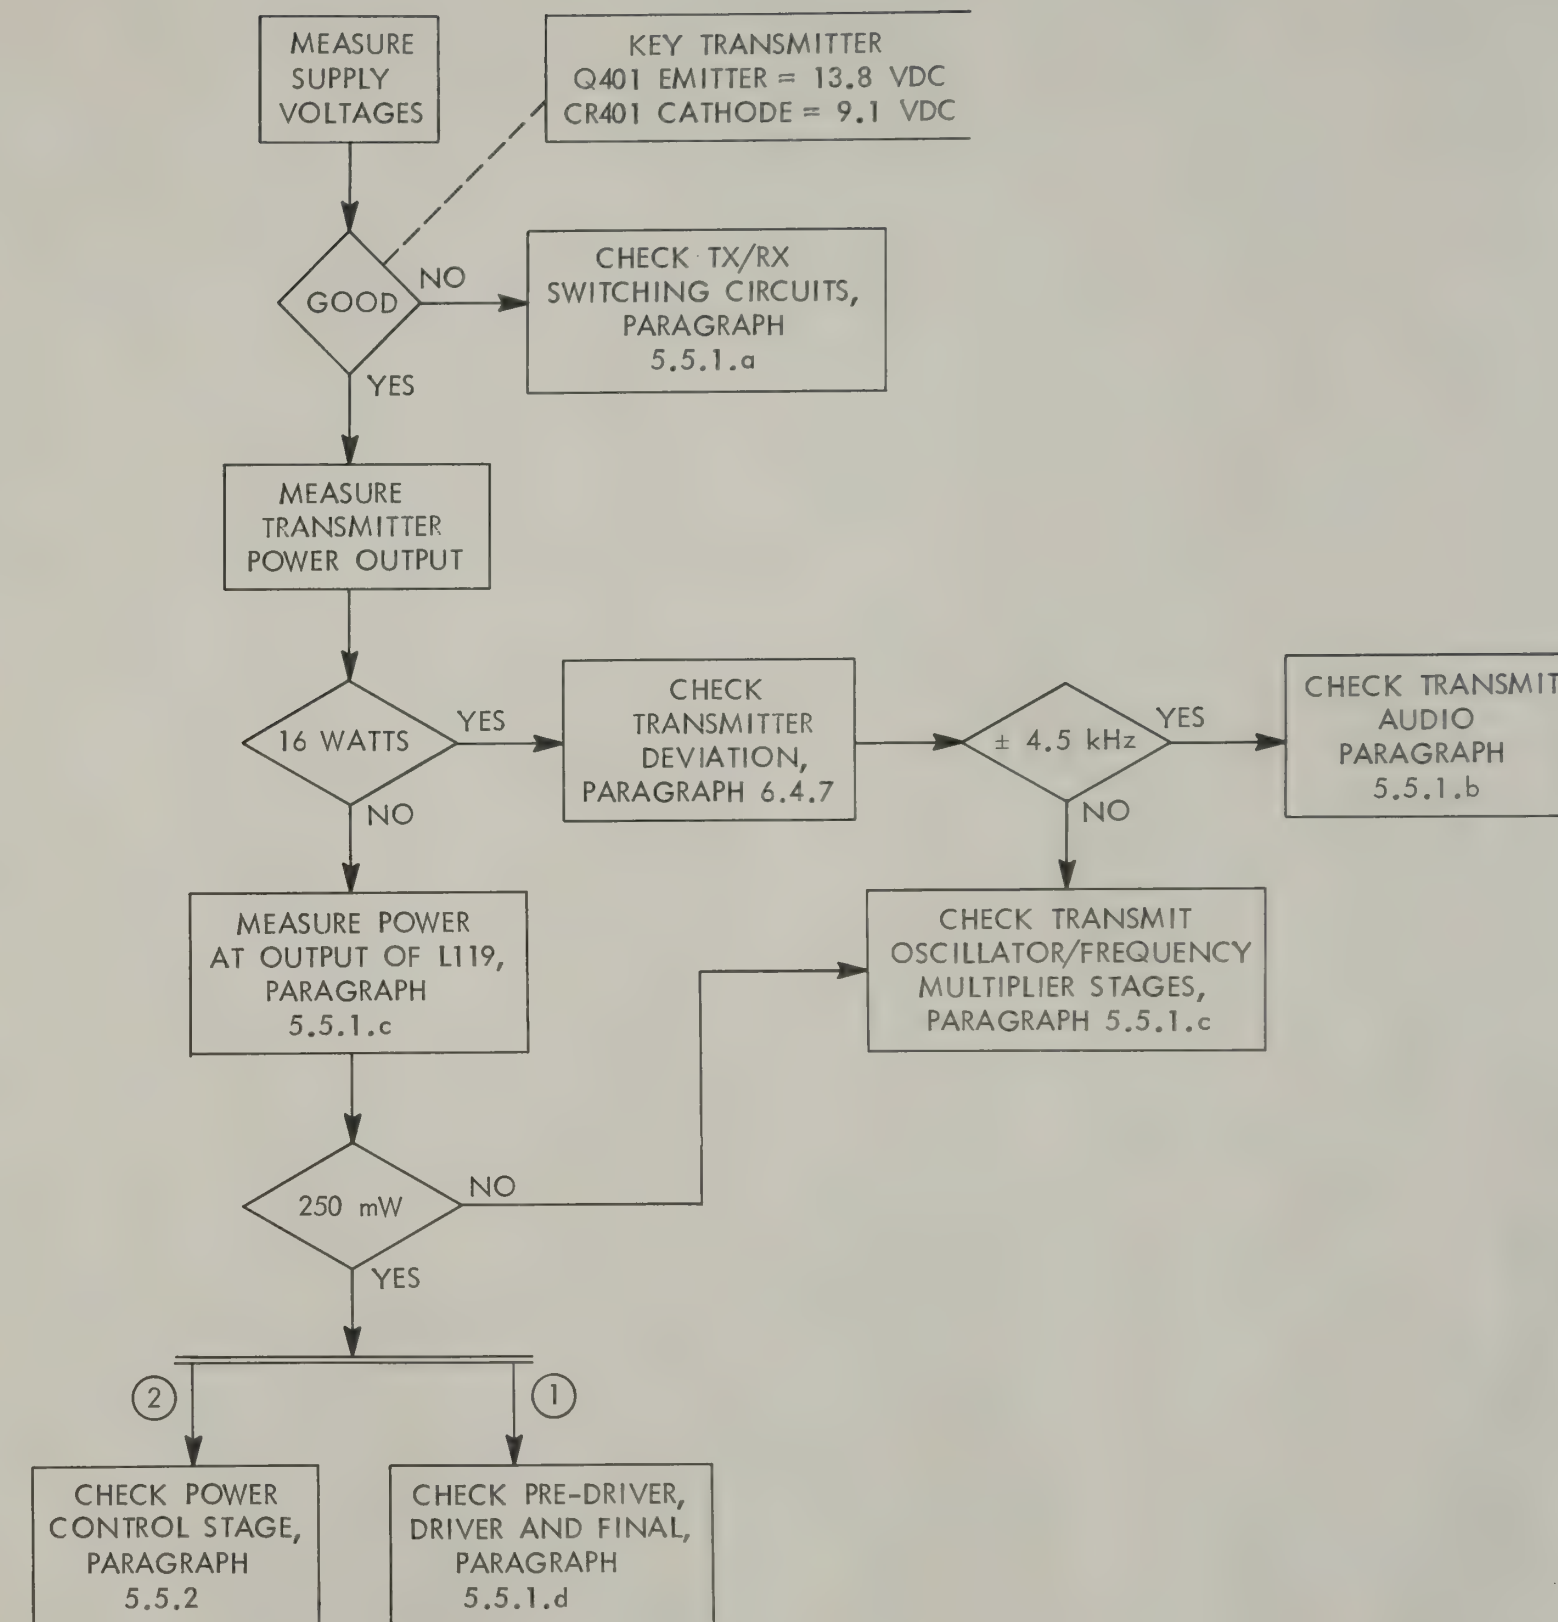 MEASURE
SUPPLY
VOLTAGES
KEY TRANSMITTER
Q401 EMITTER = 13.8 VDC
CR401 CATHODE = 9.1 VDC
GOOD
NO
CHECK TX/RX
SWITCHING CIRCUITS,
PARAGRAPH
5.5.1.a
YES
MEASURE
TRANSMITTER
POWER OUTPUT
16 WATTS
YES
CHECK
TRANSMITTER
DEVIATION,
PARAGRAPH 6.4.7
± 4.5 kHz
YES
CHECK TRANSMIT
AUDIO
PARAGRAPH
5.5.1.b
NO
NO
MEASURE POWER
AT OUTPUT OF L119,
PARAGRAPH
5.5.1.c
CHECK TRANSMIT
OSCILLATOR/FREQUENCY
MULTIPLIER STAGES,
PARAGRAPH 5.5.1.c
250 mW
NO
YES
2
1
CHECK POWER
CONTROL STAGE,
PARAGRAPH
5.5.2
CHECK PRE-DRIVER,
DRIVER AND FINAL,
PARAGRAPH
5.5.1.d